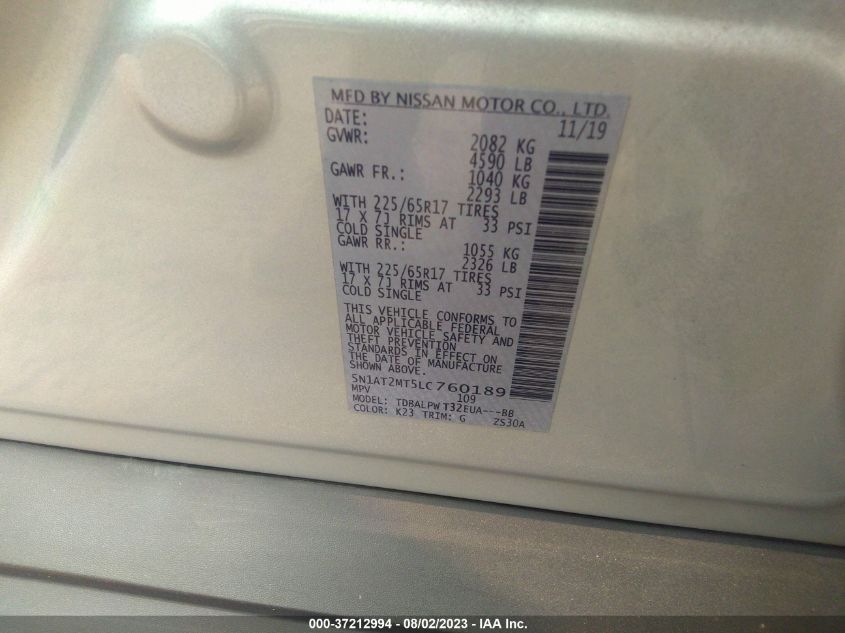 MFD BY NISSAN MOTOR CO., LTD.
DATE: 11/19
GVWR: 2082 KG
4590 LB
GAWR FR.: 1040 KG
2293 LB
WITH 225/65R17 TIRES
17 X 7J RIMS AT 33 PSI
COLD SINGLE
GAWR RR.: 1055 KG
2326 LB
WITH 225/65R17 TIRES
17 X 7J RIMS AT 33 PSI
COLD SINGLE
THIS VEHICLE CONFORMS TO
ALL APPLICABLE FEDERAL
MOTOR VEHICLE SAFETY AND
THEFT PREVENTION
STANDARDS IN EFFECT ON
THE DATE OF MANUFACTURE
SHOWN ABOVE.
5N1AT2MT5LC760189
MPV 109
MODEL: TDBALPW T32EUA---BB
COLOR: K23 TRIM: G ZS30A
000-37212994 - 08/02/2023 - IAA Inc.